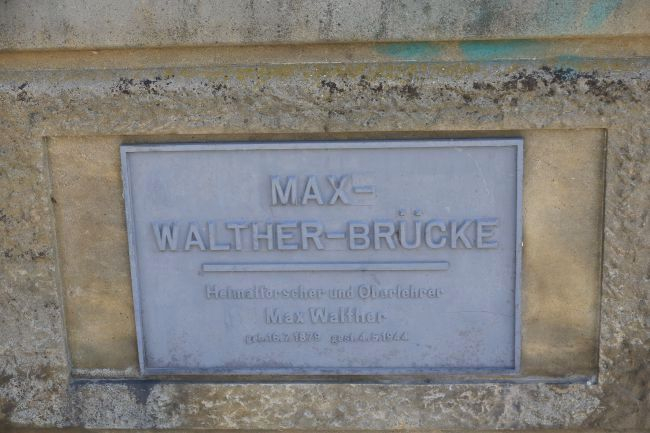 MAX-
WALTHER-BRÜCKE
Heimatforscher und Oberlehrer
Max Walther
geb. 16.7.1879 gest. 4.5.1944